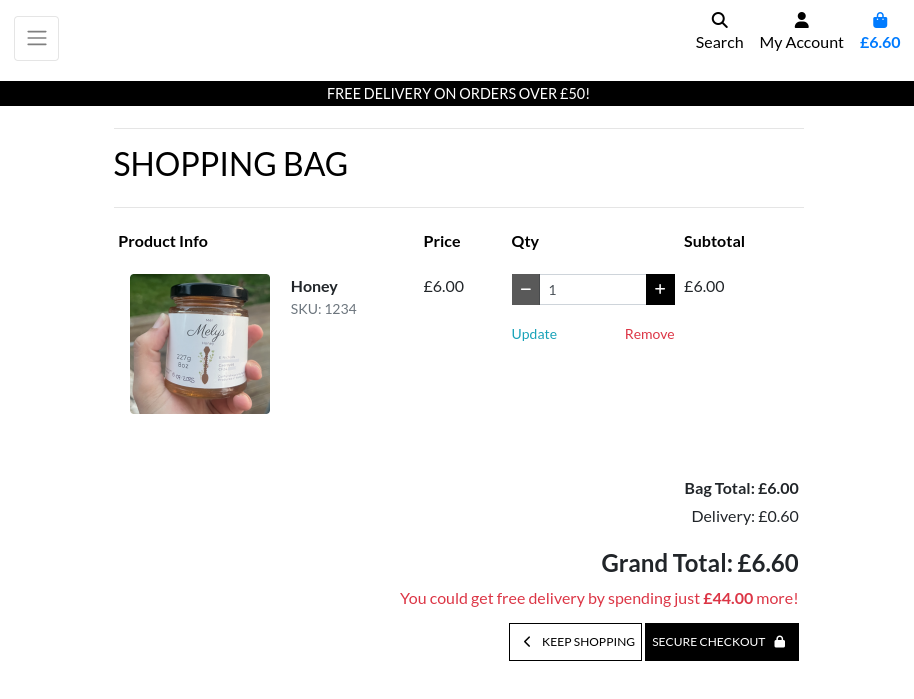 Search My Account £6.60
FREE DELIVERY ON ORDERS OVER £50!
SHOPPING BAG
Product Info Price Qty Subtotal
Honey £6.00 1 £6.00
SKU: 1234
Update Remove
Melys
227g
8oz
Bag Total: £6.00
Delivery: £0.60
Grand Total: £6.60
You could get free delivery by spending just £44.00 more!
KEEP SHOPPING SECURE CHECKOUT